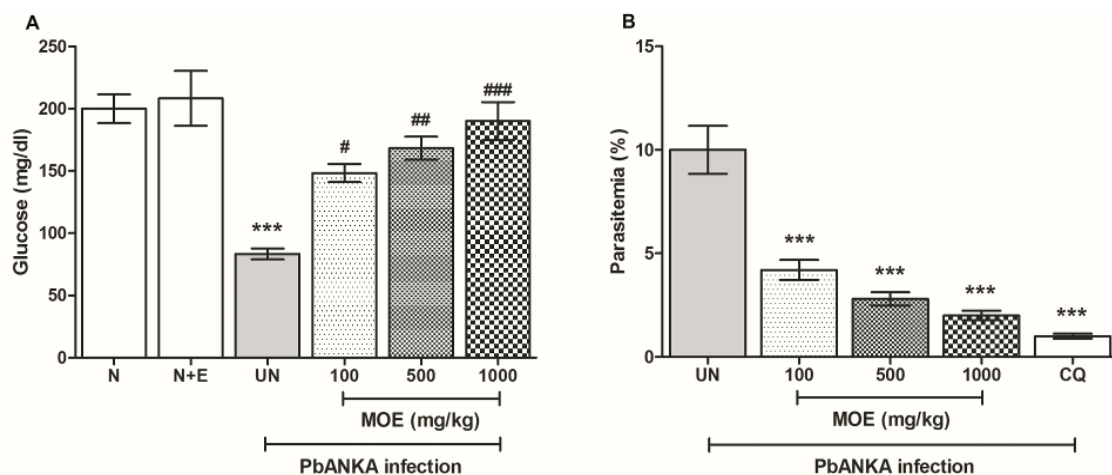 A
Glucose (mg/dl)
250
200
150
100
50
0
***
#
##
###
N N+E UN 100 500 1000
MOE (mg/kg)
PbANKA infection
B
Parasitemia (%)
15
10
5
0
***
***
***
***
UN 100 500 1000 CQ
MOE (mg/kg)
PbANKA infection